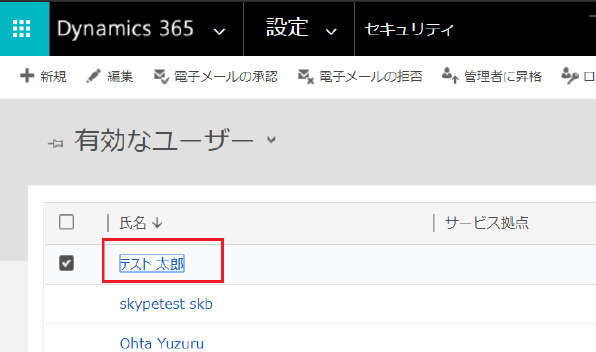 Dynamics 365 設定 セキュリティ
新規 編集 電子メールの承認 電子メールの拒否 管理者に昇格 ロ
有効なユーザー
氏名 サービス拠点
テスト 太郎
skypetest skb
Ohta Yuzuru